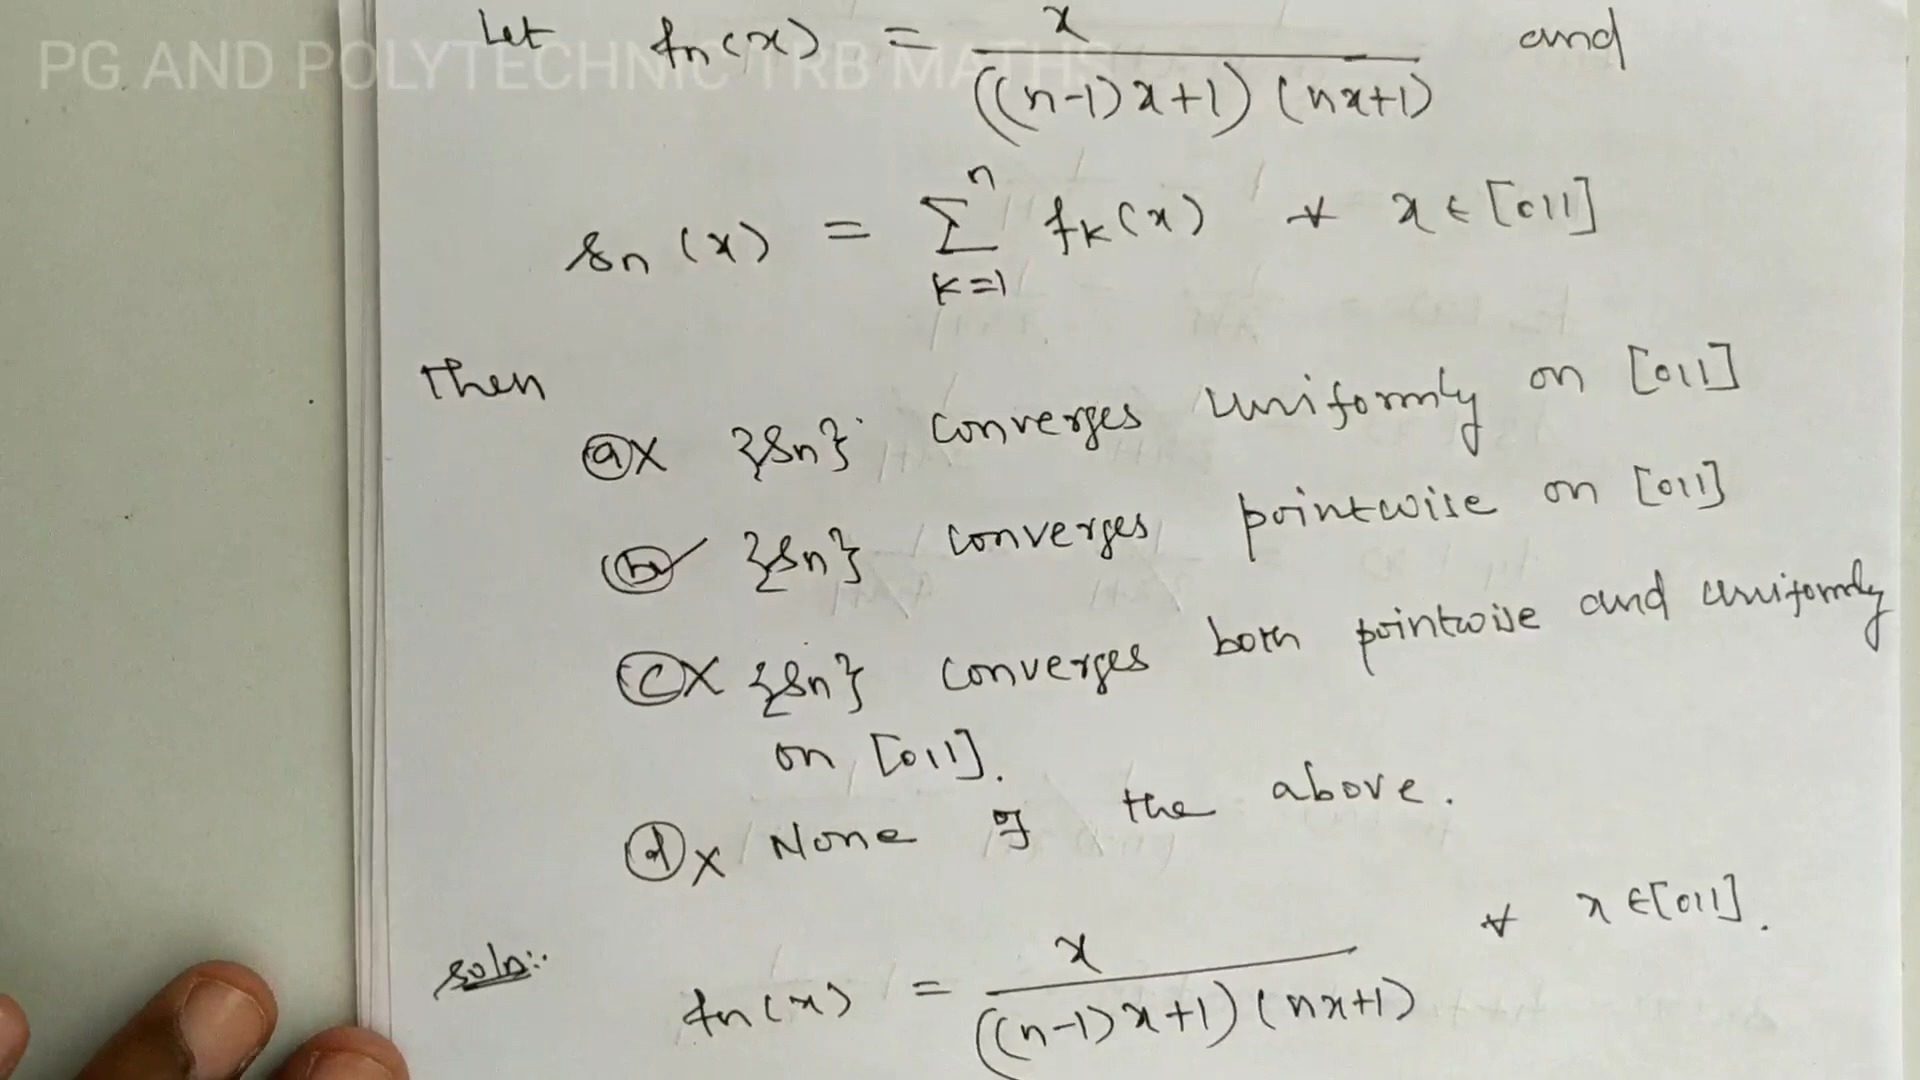 PG AND POLYTECHNIC TRB MATHS
Let fn(x) = x / ((n-1)x+1)(nx+1) and
sn(x) = n Σ k=1 fk(x) ∀ x ∈ [0,1]
Then
(a)X {sn} converges uniformly on [0,1]
(b)✓ {sn} converges pointwise on [0,1]
(c)X {sn} converges both pointwise and uniformly
on [0,1].
(d)X None of the above.
soln:- fn(x) = x / ((n-1)x+1)(nx+1) ∀ x ∈ [0,1].